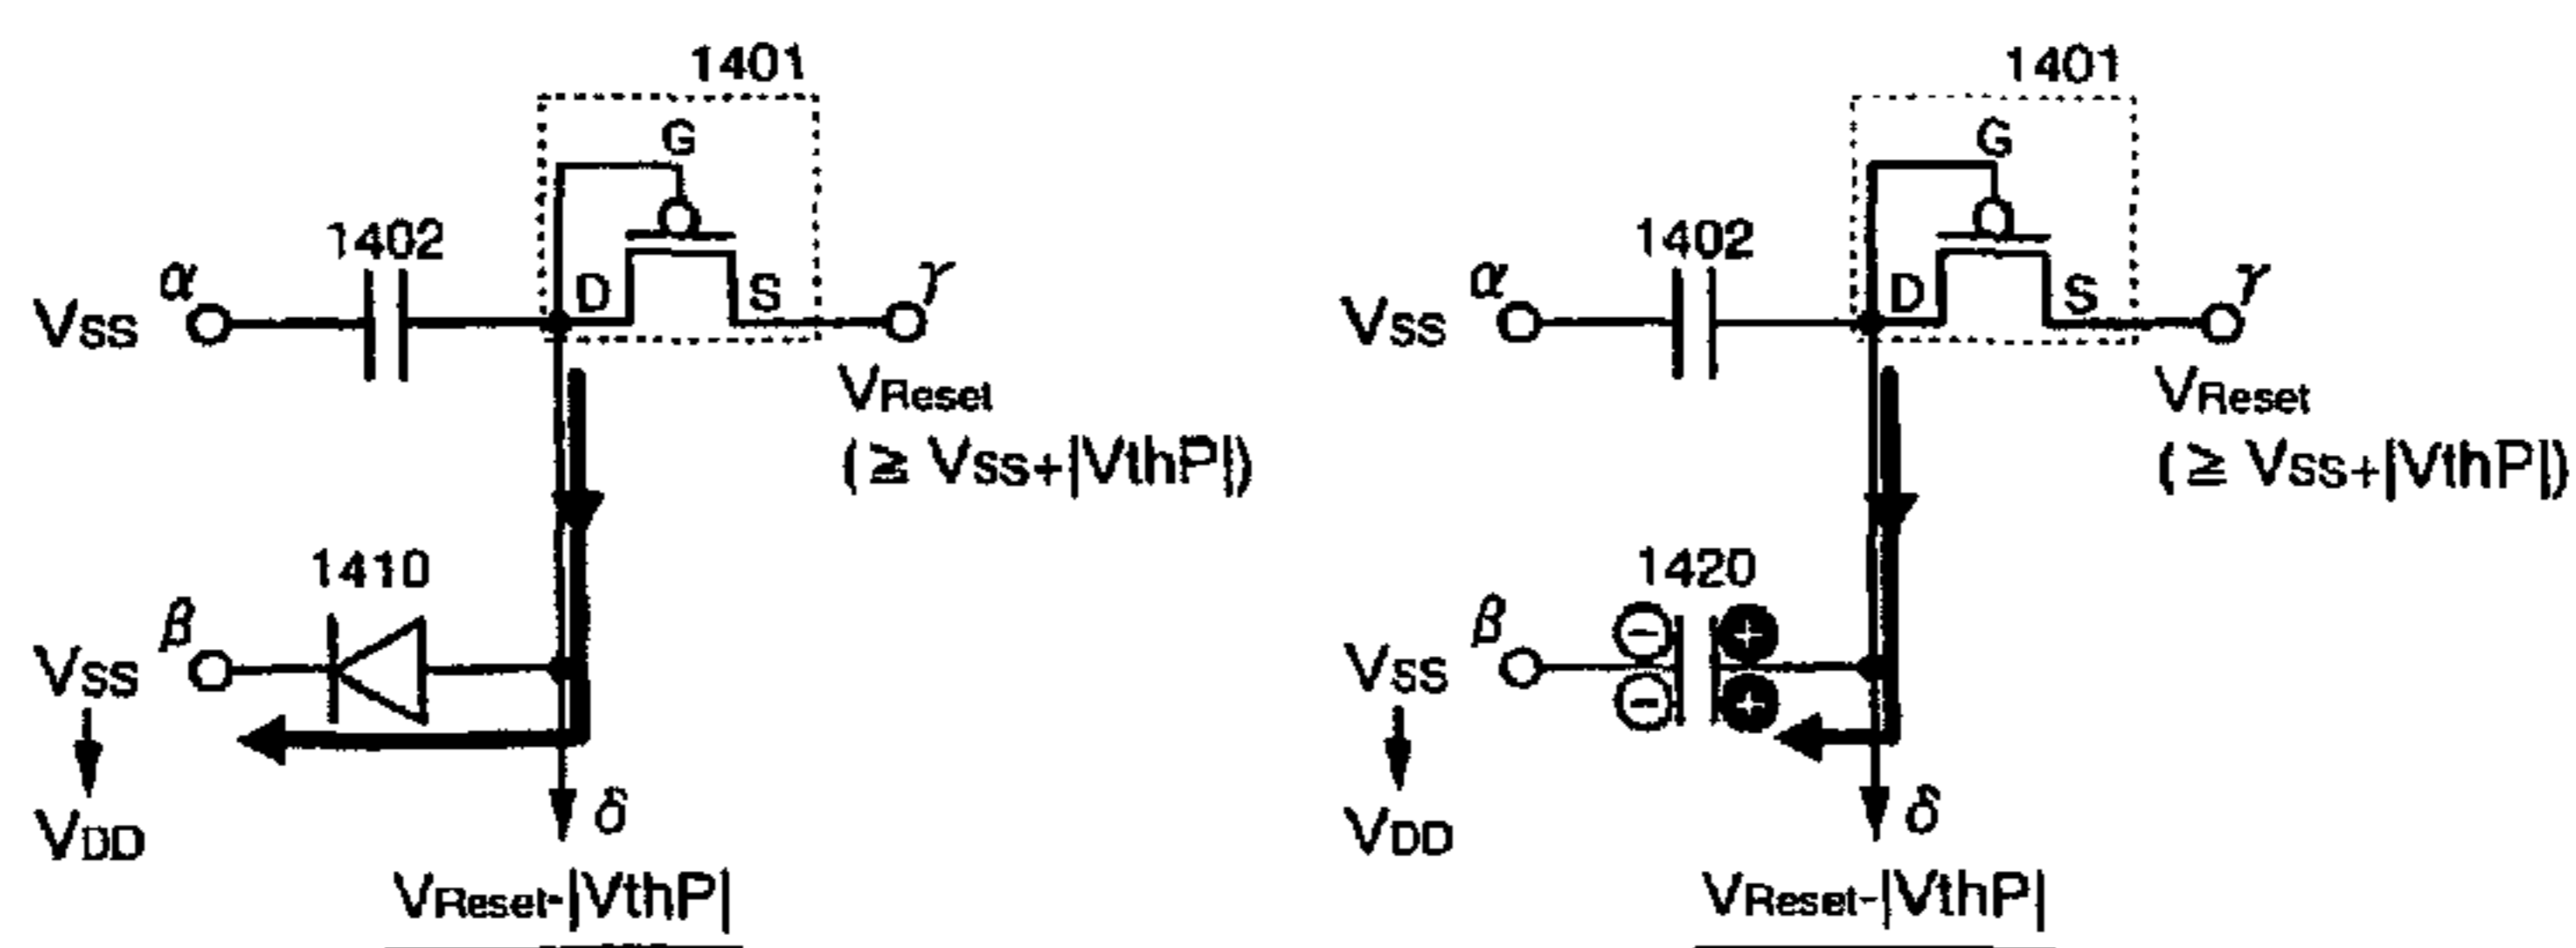 1401
G
1402
α
D
S
γ
VSS
VReset
(≧ VSS+|VthP|)
1410
β
VSS
VDD
δ
VReset-|VthP|
1401
G
1402
α
D
S
γ
VSS
VReset
(≧ VSS+|VthP|)
1420
β
- +
VSS
- +
VDD
δ
VReset-|VthP|